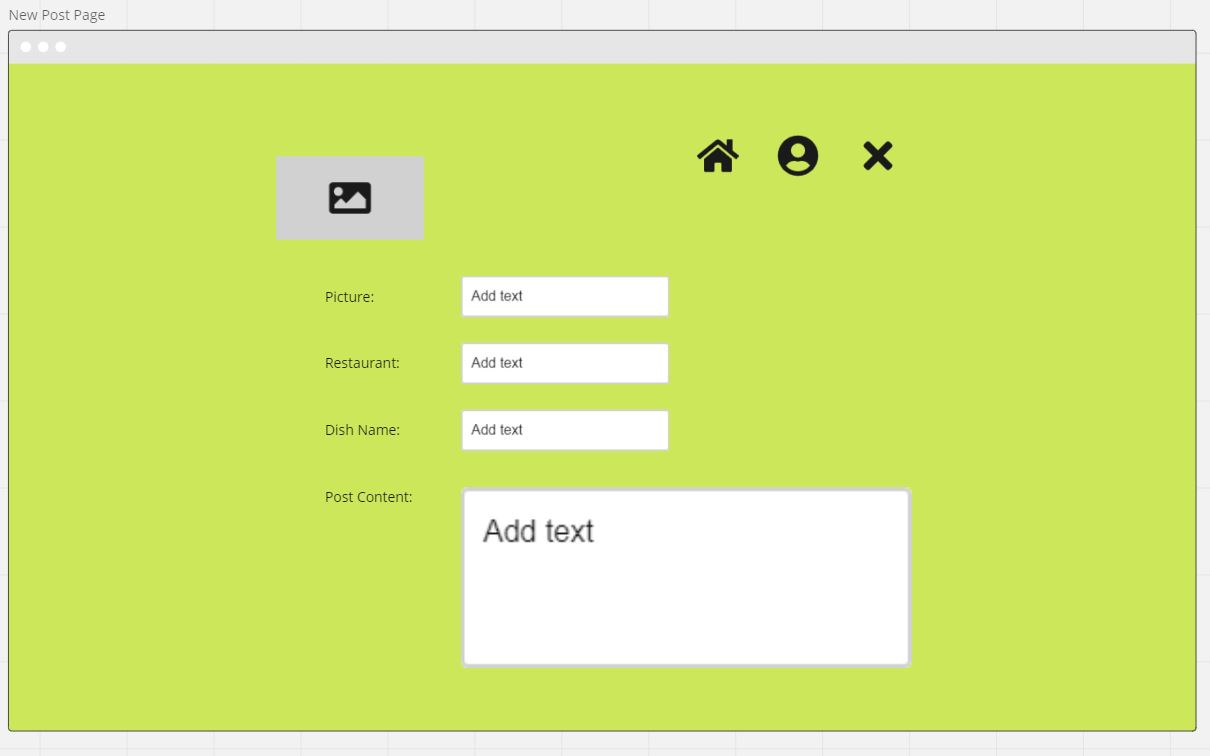 New Post Page
Picture: Add text
Restaurant: Add text
Dish Name: Add text
Post Content: Add text